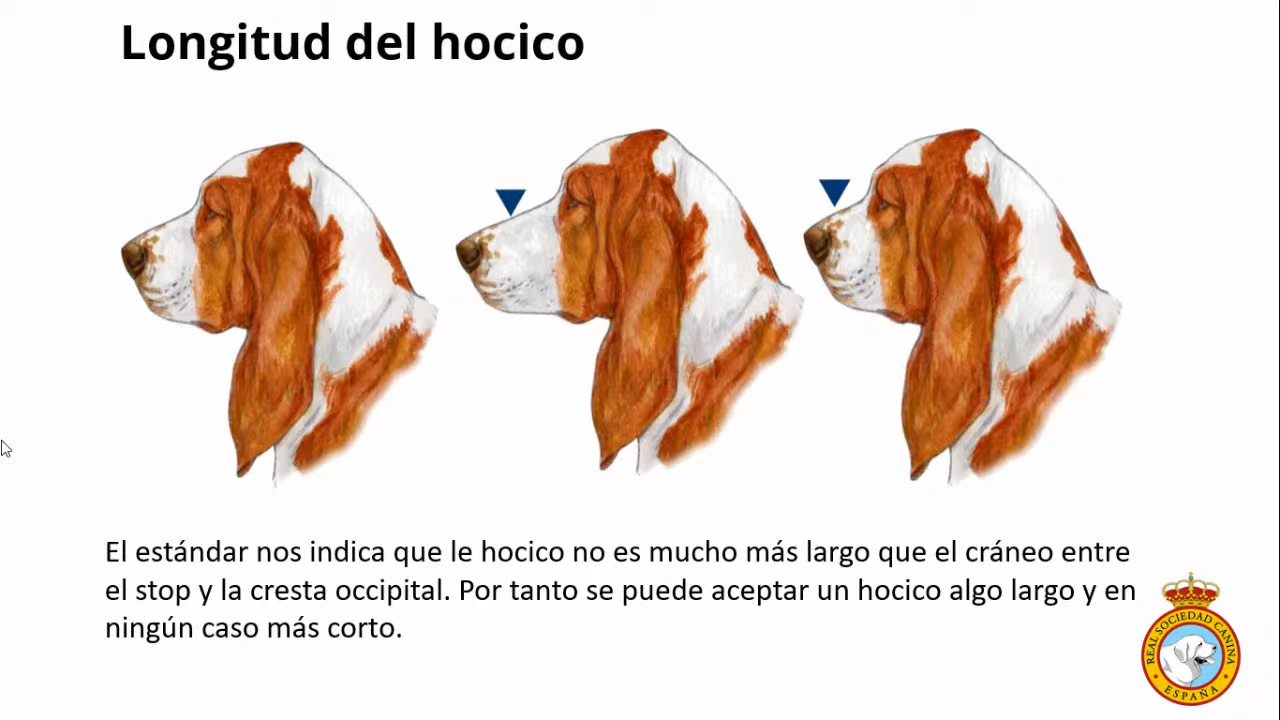 Longitud del hocico
El estándar nos indica que le hocico no es mucho más largo que el cráneo entre
el stop y la cresta occipital. Por tanto se puede aceptar un hocico algo largo y en
ningún caso más corto.
REAL SOCIEDAD CANINA
ESPAÑA